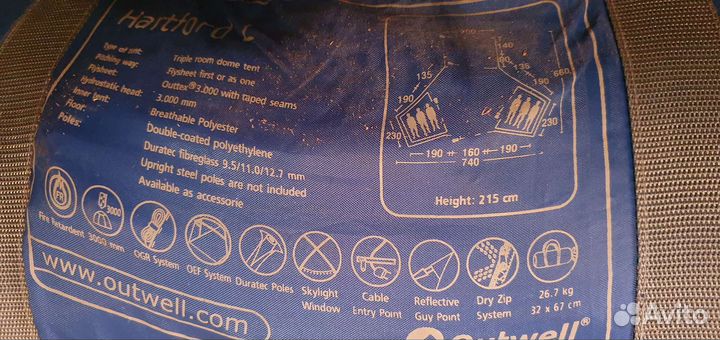 Hartford
Type of tent: Triple room dome tent
Pitching way: Flysheet first or as one
Flysheet: Outtex® 3.000 with taped seams
Hydrostatic head: 3.000 mm
Inner tent: Breathable Polyester
Floor: Double-coated polyethylene
Poles: Duratec fibreglass 9.5/11.0/12.7 mm
Upright steel poles are not included
Available as accessorie
140
135
190
230
135
190
660
230
190 160 190
740
Height: 215 cm
3000
Fire Retardent
3000 mm
QGR System
OEF System
Duratec Poles
Skylight Window
Cable Entry Point
Reflective Guy Point
Dry Zip System
26.7 kg
32 x 67 cm
www.outwell.com
Outwell®
Avito